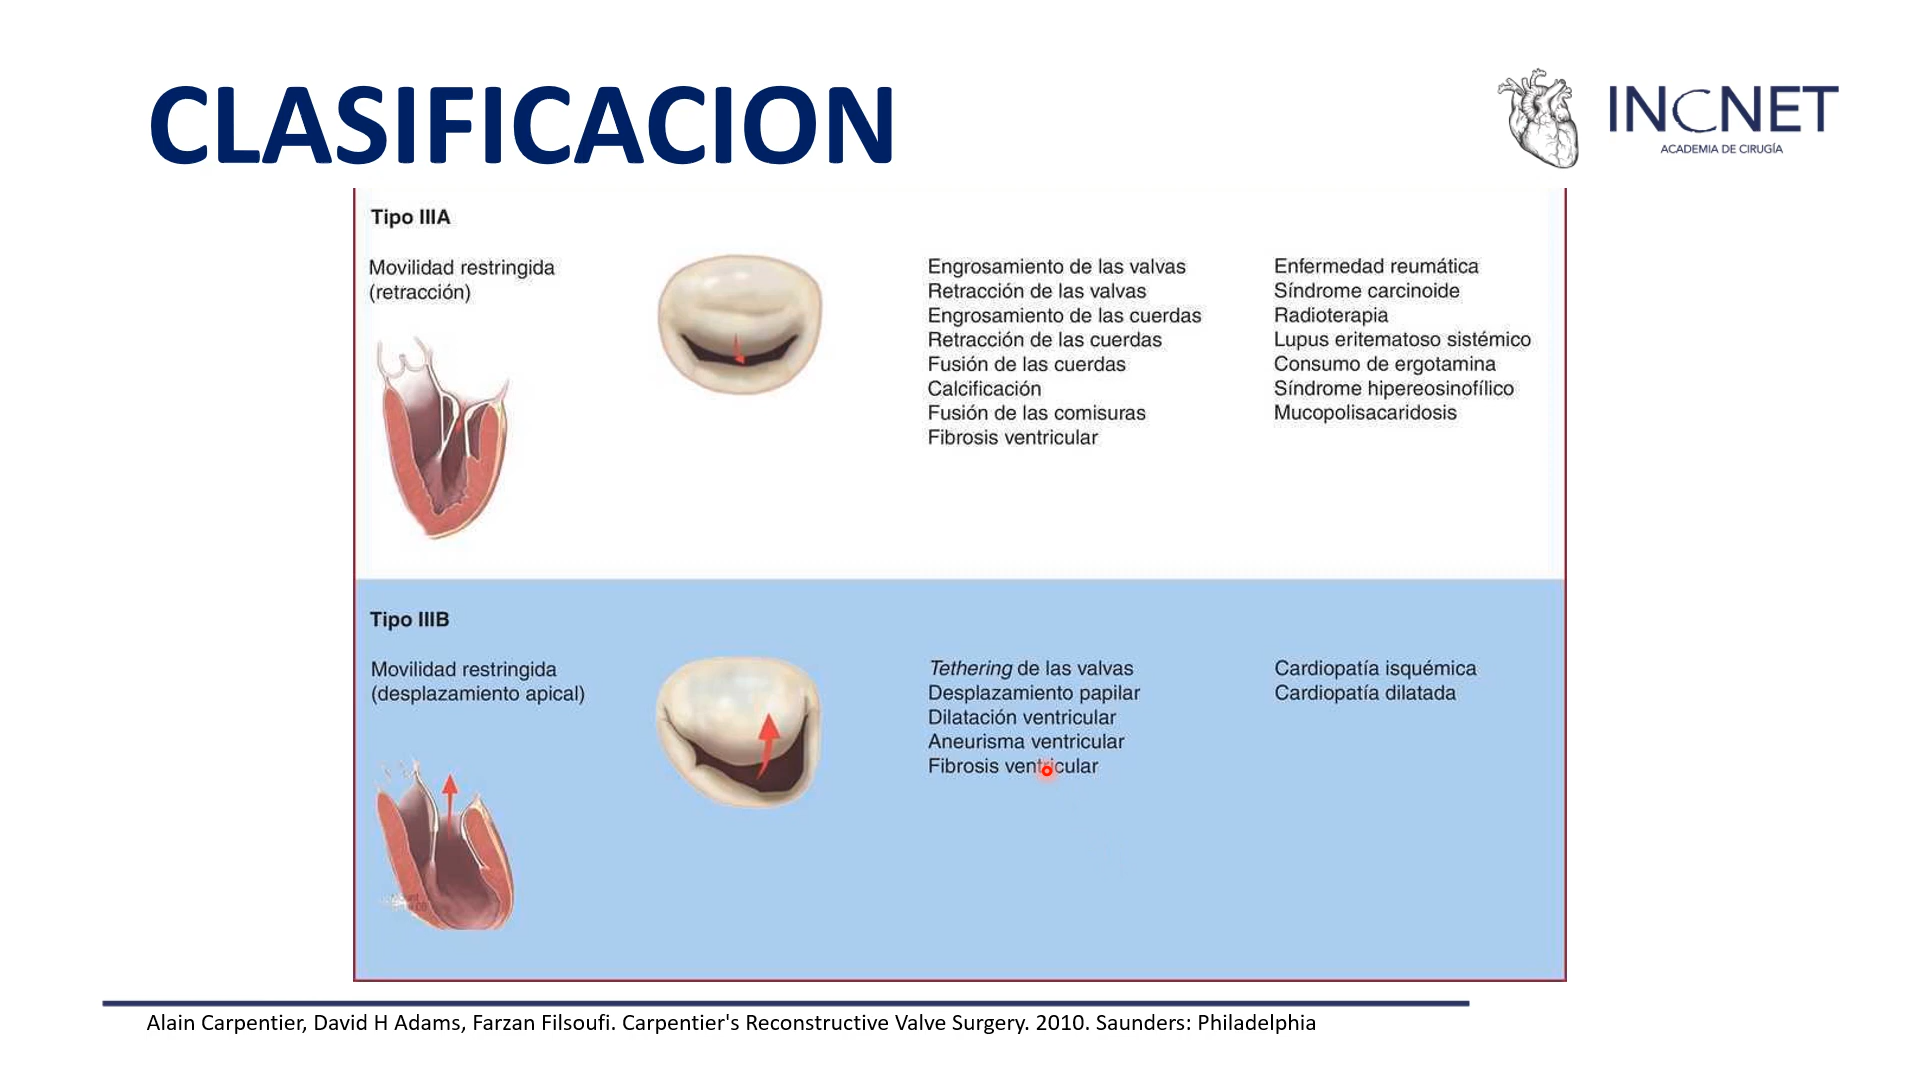 CLASIFICACION
INCNET
ACADEMIA DE CIRUGÍA
Tipo IIIA
Movilidad restringida
(retracción)
Engrosamiento de las valvas
Retracción de las valvas
Engrosamiento de las cuerdas
Retracción de las cuerdas
Fusión de las cuerdas
Calcificación
Fusión de las comisuras
Fibrosis ventricular
Enfermedad reumática
Síndrome carcinoide
Radioterapia
Lupus eritematoso sistémico
Consumo de ergotamina
Síndrome hipereosinofílico
Mucopolisacaridosis
Tipo IIIB
Movilidad restringida
(desplazamiento apical)
Tethering de las valvas
Desplazamiento papilar
Dilatación ventricular
Aneurisma ventricular
Fibrosis ventricular
Cardiopatía isquémica
Cardiopatía dilatada
Alain Carpentier, David H Adams, Farzan Filsoufi. Carpentier's Reconstructive Valve Surgery. 2010. Saunders: Philadelphia